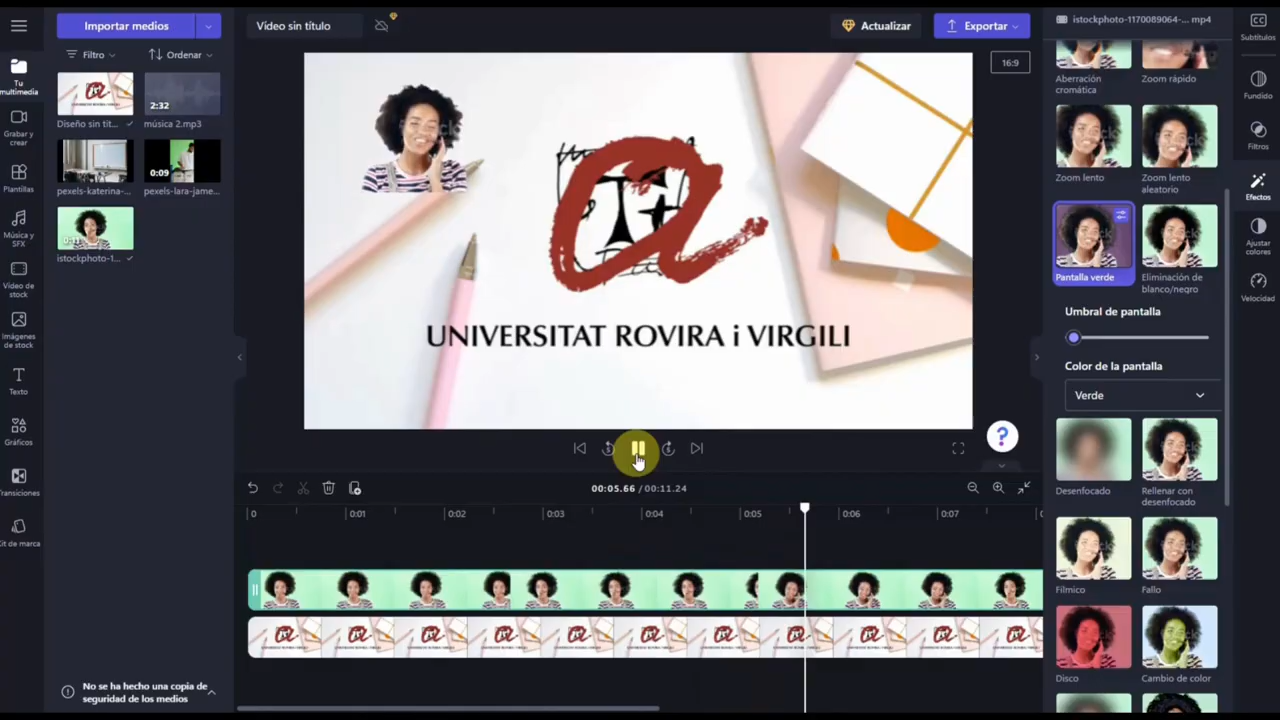 Importar medios
Vídeo sin título
Actualizar
Exportar
istockphoto-1170089064-... mp4
Subtítulos
Filtro
Ordenar
16:9
Tu multimedia
Diseño sin tít...
2:32
música 2.mp3
Grabar y crear
pexels-katerina-...
0:09
pexels-lara-jame...
Plantillas
Música y SFX
istockphoto-1...
Vídeo de stock
Imágenes de stock
Texto
Gráficos
Transiciones
Kit de marca
No se ha hecho una copia de
seguridad de los medios
UNIVERSITAT ROVIRA i VIRGILI
?
00:05.66 / 00:11.24
0
0:01
0:02
0:03
0:04
0:05
0:06
0:07
Aberración
cromática
Zoom rápido
Zoom lento
Zoom lento
aleatorio
Pantalla verde
Eliminación de
blanco/negro
Umbral de pantalla
Color de la pantalla
Verde
Desenfocado
Rellenar con
desenfocado
Fílmico
Fallo
Disco
Cambio de color
Fundido
Filtros
Efectos
Ajustar
colores
Velocidad